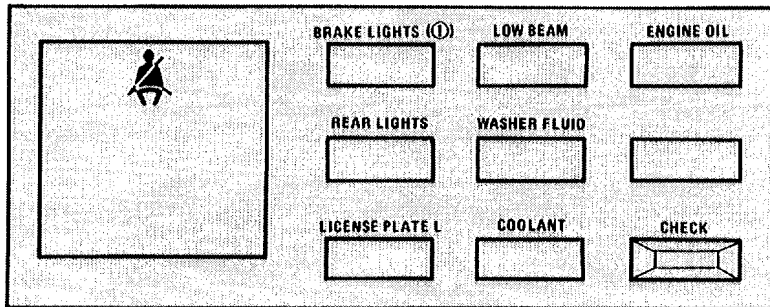 BRAKE LIGHTS ((!)) LOW BEAM ENGINE OIL
REAR LIGHTS WASHER FLUID
LICENSE PLATE L COOLANT CHECK